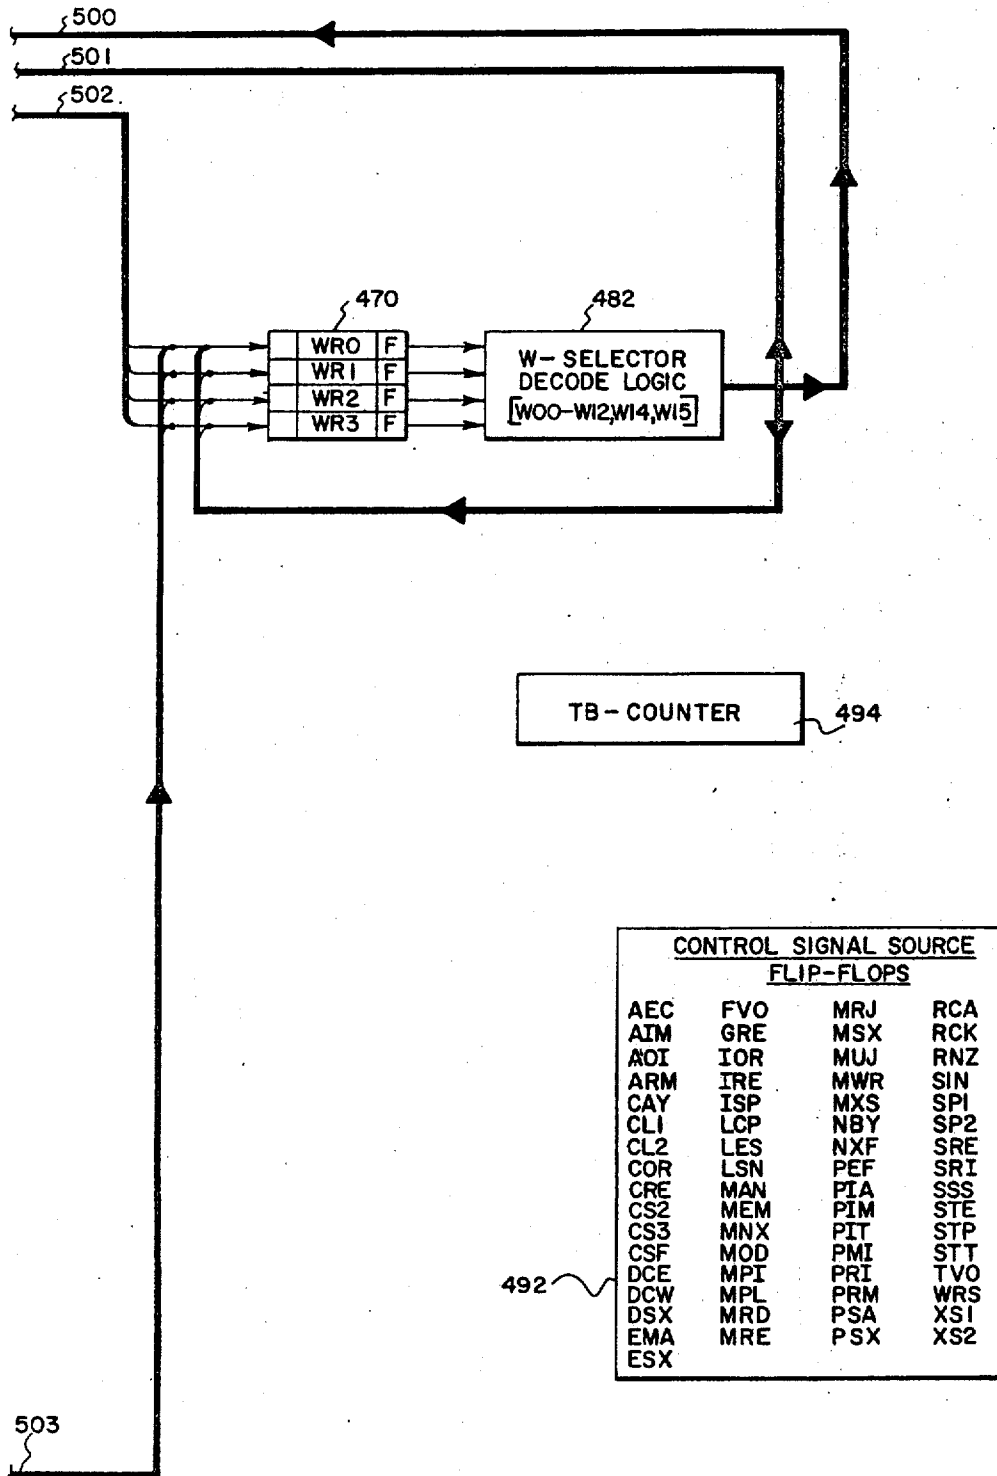 500
501
502
470
482
WR0 F
WR1 F
WR2 F
WR3 F
W-SELECTOR
DECODE LOGIC
[W00-W12,W14,W15]
TB-COUNTER
494
CONTROL SIGNAL SOURCE
FLIP-FLOPS
AEC FVO MRJ RCA
AIM GRE MSX RCK
AOI IOR MUJ RNZ
ARM IRE MWR SIN
CAY ISP MXS SP1
CL1 LCP NBY SP2
CL2 LES NXF SRE
COR LSN PEF SRI
CRE MAN PIA SSS
CS2 MEM PIM STE
CS3 MNX PIT STP
CSF MOD PMI STT
DCE MPI PRI TVO
DCW MPL PRM WRS
DSX MRD PSA XS1
EMA MRE PSX XS2
ESX
492
503